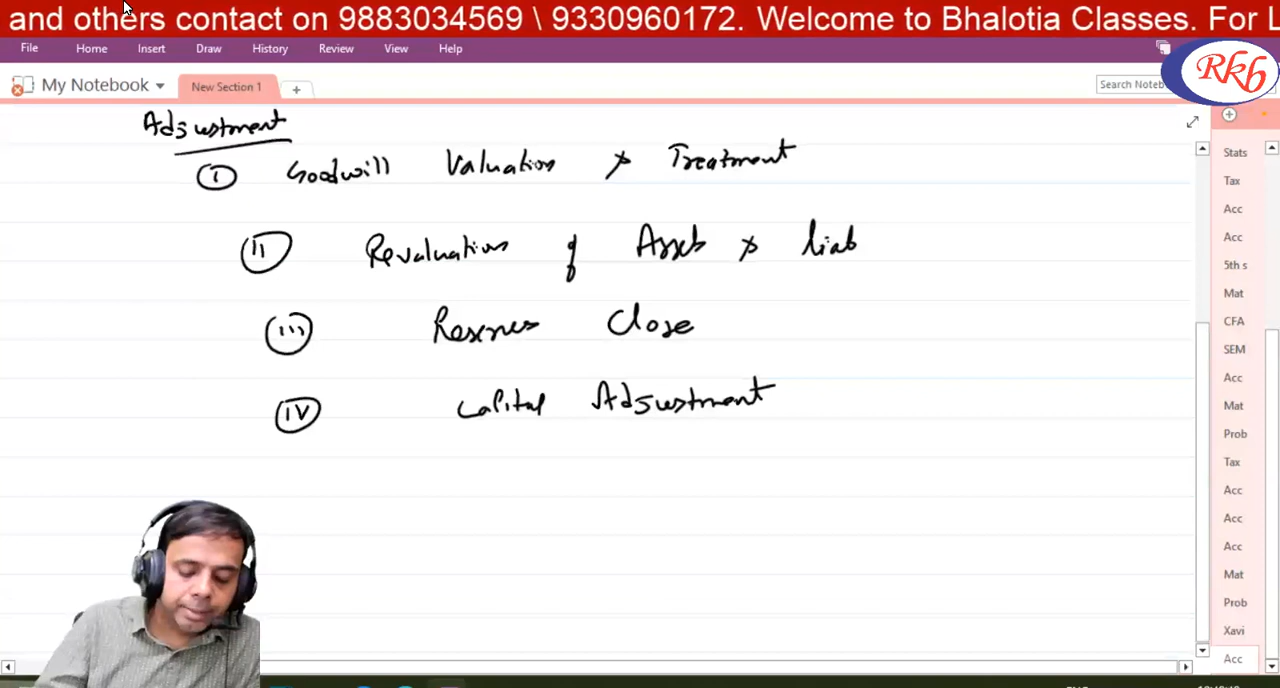 and others contact on 9883034569 \ 9330960172. Welcome to Bhalotia Classes. For L
File Home Insert Draw History Review View Help
Rkb
My Notebook New Section 1 + Search Noteb
Adjustment
(I) Goodwill Valuation & Treatment
(II) Revaluation of Assets & liab
(III) Reserves Close
(IV) Capital Adjustment
Stats
Tax
Acc
Acc
5th s
Mat
CFA
SEM
Acc
Mat
Prob
Tax
Acc
Acc
Acc
Mat
Prob
Xavi
Acc